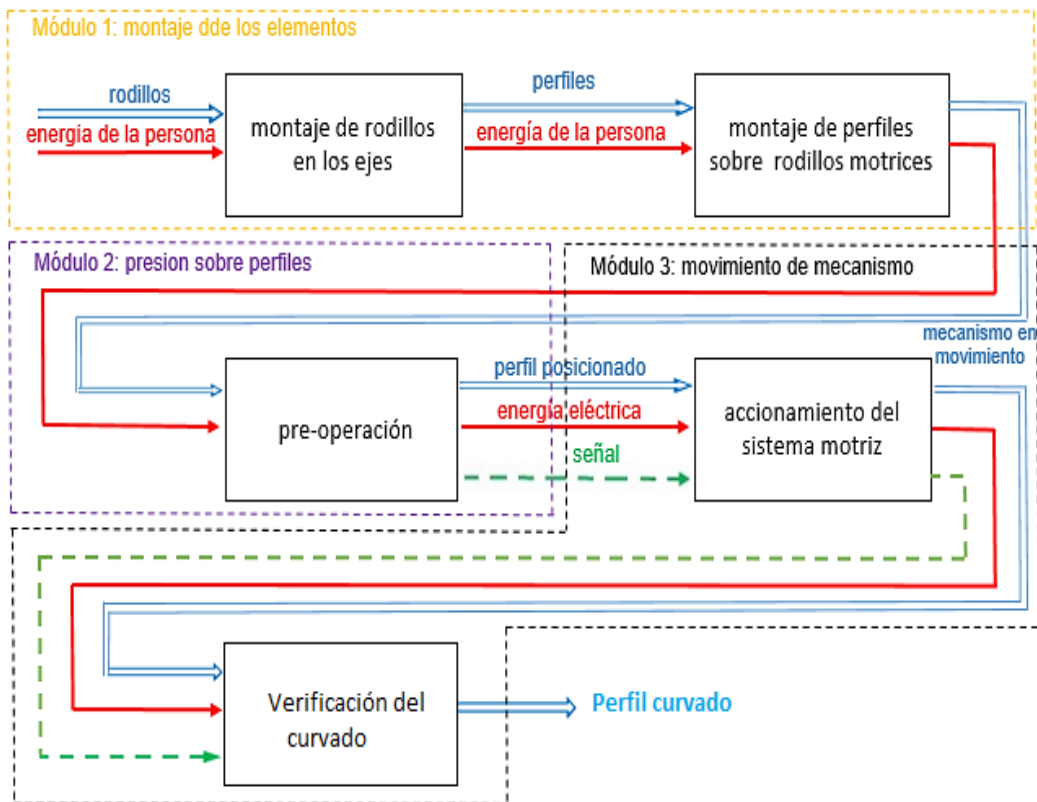 Módulo 1: montaje dde los elementos
rodillos
energia de la persona
montaje de rodillos
en los ejes
perfiles
energía de la persona
montaje de perfiles
sobre rodillos motrices
Módulo 2: presion sobre perfiles
Módulo 3: movimiento de mecanismo
mecanismo en
movimiento
pre-operación
perfil posicionado
energía eléctrica
señal
accionamiento del
sistema motriz
Verificación del
curvado
Perfil curvado